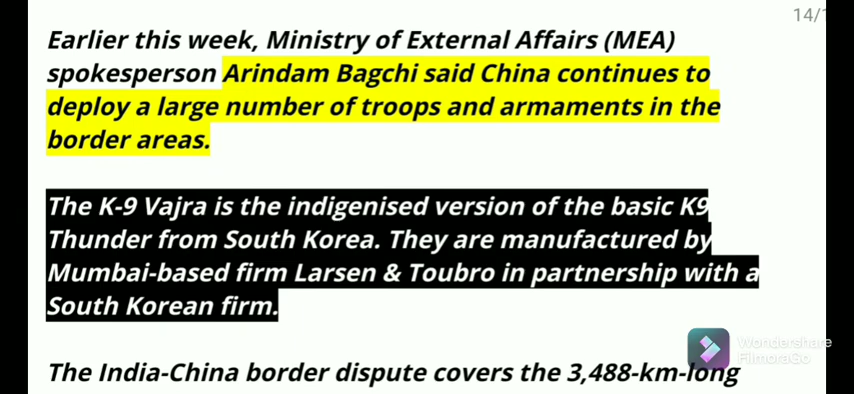 14/1
Earlier this week, Ministry of External Affairs (MEA)
spokesperson Arindam Bagchi said China continues to
deploy a large number of troops and armaments in the
border areas.
The K-9 Vajra is the indigenised version of the basic K9
Thunder from South Korea. They are manufactured by
Mumbai-based firm Larsen & Toubro in partnership with a
South Korean firm.
Wondershare
FilmoraGo
The India-China border dispute covers the 3,488-km-long